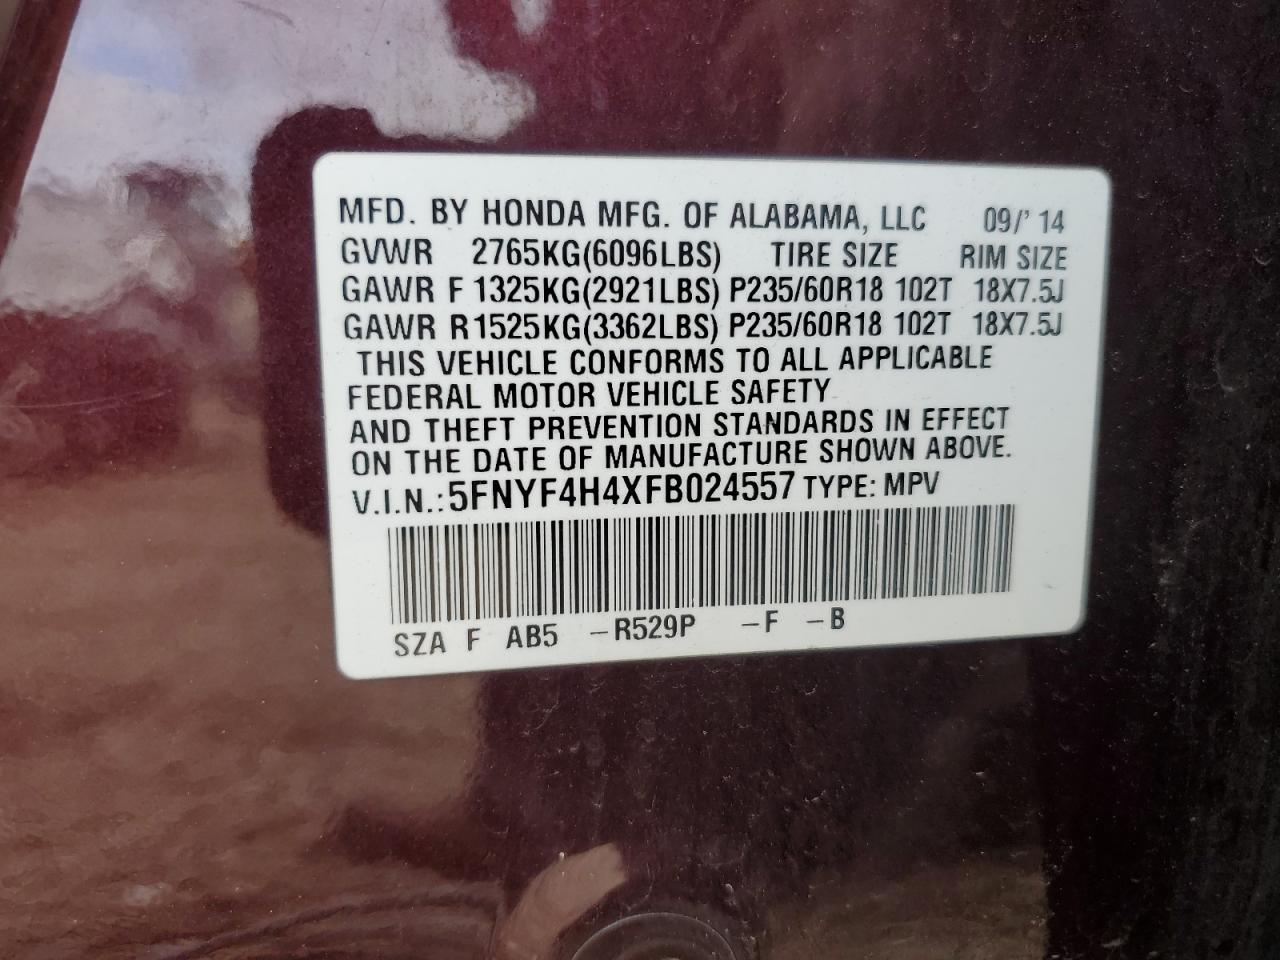 MFD. BY HONDA MFG. OF ALABAMA, LLC 09/' 14
GVWR 2765KG(6096LBS) TIRE SIZE RIM SIZE
GAWR F 1325KG(2921LBS) P235/60R18 102T 18X7.5J
GAWR R1525KG(3362LBS) P235/60R18 102T 18X7.5J
THIS VEHICLE CONFORMS TO ALL APPLICABLE
FEDERAL MOTOR VEHICLE SAFETY
AND THEFT PREVENTION STANDARDS IN EFFECT
ON THE DATE OF MANUFACTURE SHOWN ABOVE.
V.I.N.: 5FNYF4H4XFB024557 TYPE: MPV
SZA F AB5 -R529P -F -B